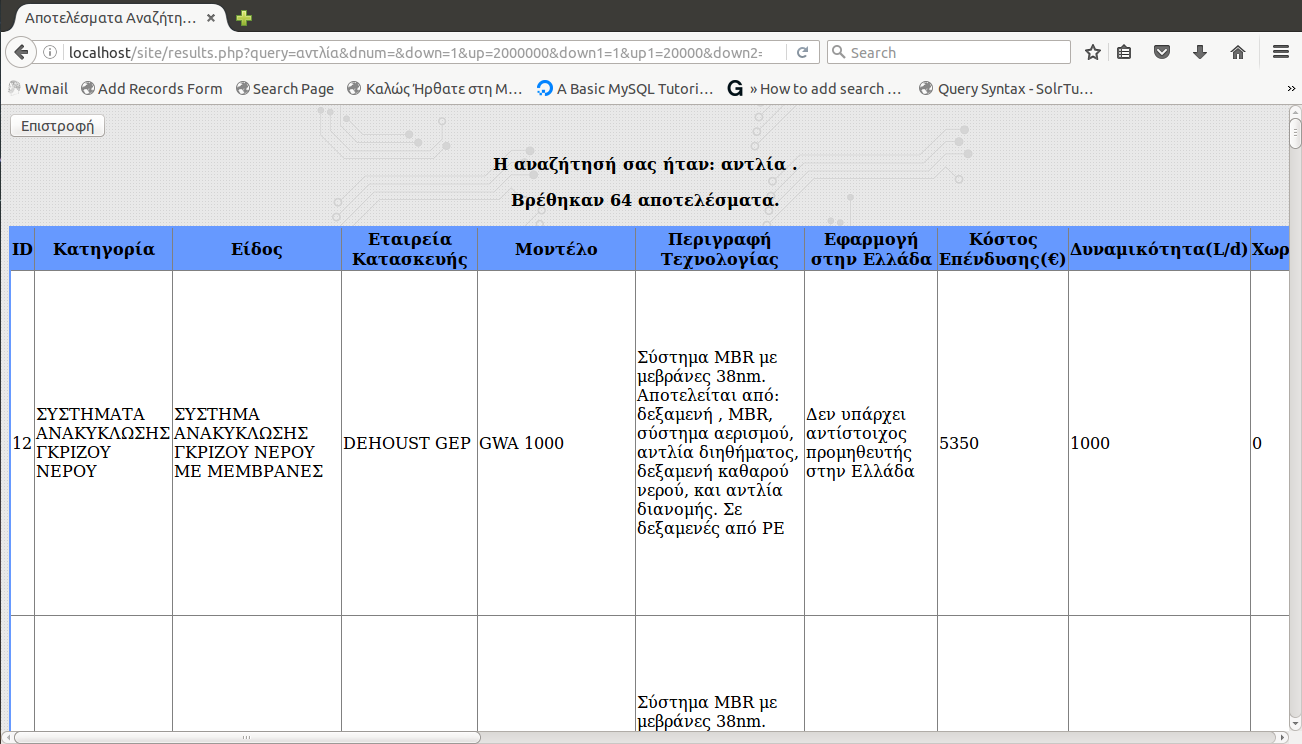 Αποτελέσματα Αναζήτη...
localhost/site/results.php?query=αντλία&dnum=&down=1&up=2000000&down1=1&up1=20000&down2=
Search
Wmail
Add Records Form
Search Page
Καλώς Ήρθατε στη Μ...
A Basic MySQL Tutori...
» How to add search ...
Query Syntax - SolrTu...
»
Επιστροφή
Η αναζήτησή σας ήταν: αντλία .
Βρέθηκαν 64 αποτελέσματα.
ID
Κατηγορία
Είδος
Εταιρεία
Κατασκευής
Μοντέλο
Περιγραφή
Τεχνολογίας
Εφαρμογή
στην Ελλάδα
Κόστος
Επένδυσης(€)
Δυναμικότητα(L/d)
Χωρ
12
ΣΥΣΤΗΜΑΤΑ
ΑΝΑΚΥΚΛΩΣΗΣ
ΓΚΡΙΖΟΥ
ΝΕΡΟΥ
ΣΥΣΤΗΜΑ
ΑΝΑΚΥΚΛΩΣΗΣ
ΓΚΡΙΖΟΥ ΝΕΡΟΥ
ΜΕ ΜΕΜΒΡΑΝΕΣ
DEHOUST GEP
GWA 1000
Σύστημα MBR με
μεβράνες 38nm.
Αποτελείται από:
δεξαμενή , MBR,
σύστημα αερισμού,
αντλία διηθήματος,
δεξαμενή καθαρού
νερού, και αντλία
διανομής. Σε
δεξαμενές από PE
Δεν υπάρχει
αντίστοιχος
προμηθευτής
στην Ελλάδα
5350
1000
0
Σύστημα MBR με
μεβράνες 38nm.